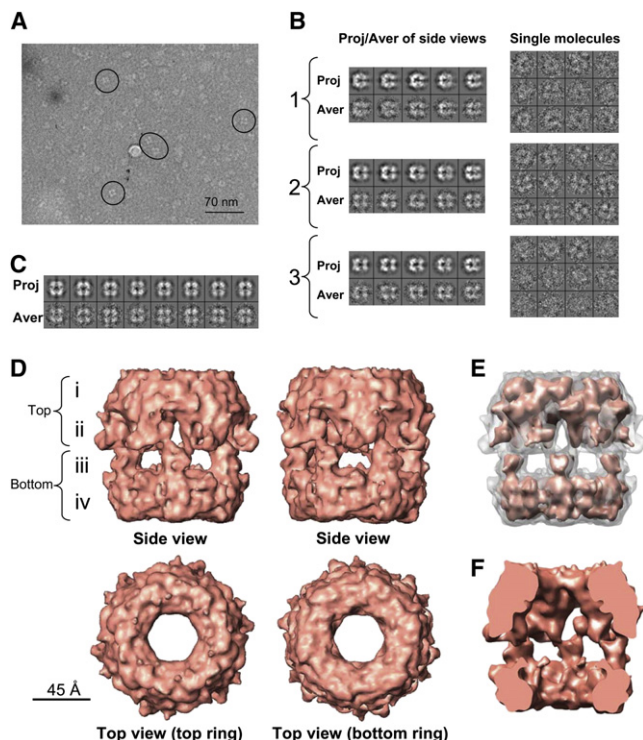 A
70 nm
B
Proj/Aver of side views
Single molecules
1
Proj
Aver
2
Proj
Aver
3
Proj
Aver
C
Proj
Aver
D
Top
i
ii
Bottom
iii
iv
Side view
Side view
45 Å
Top view (top ring)
Top view (bottom ring)
E
F